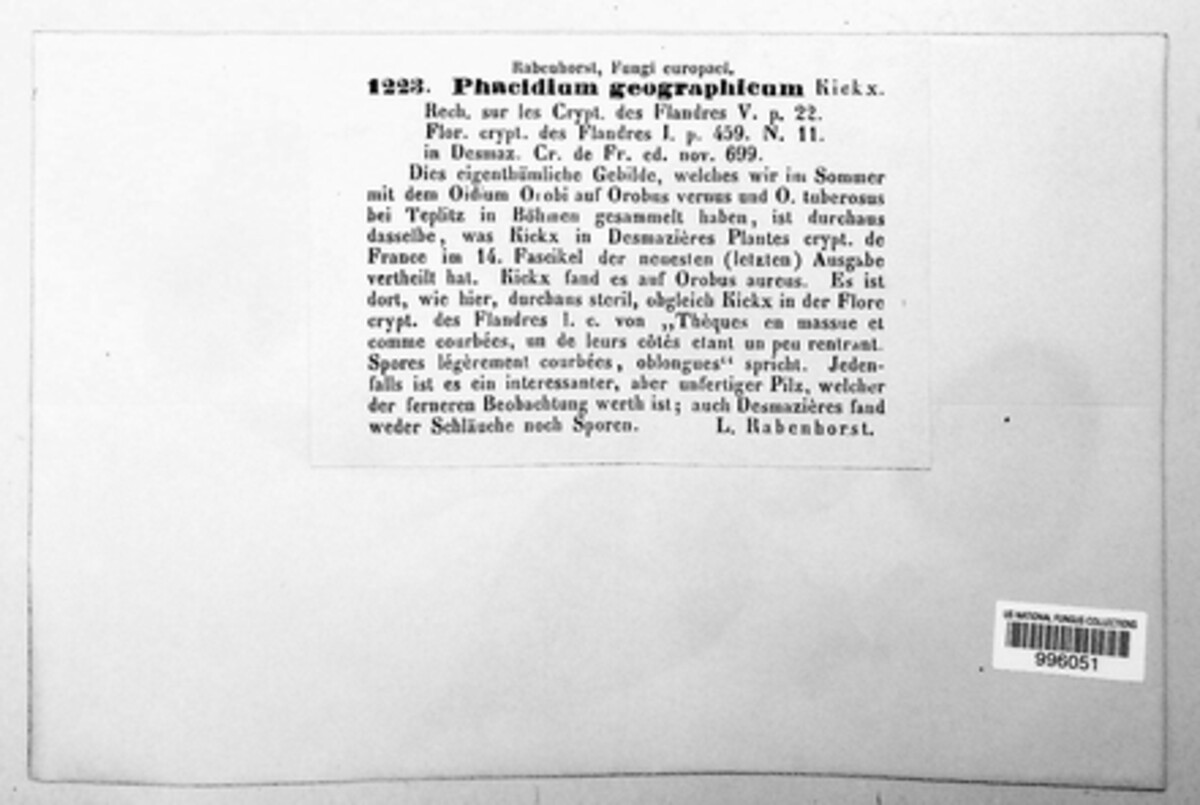 Rabenhorst, Fungi europaei.
1223. Phacidium geographicum Kickx.
Rech. sur les Crypt. des Flandres V. p. 22.
Flor. crypt. des Flandres I. p. 459. N. 11.
in Desmaz. Cr. de Fr. ed. nov. 699.
Dies eigenthümliche Gebilde, welches wir im Sommer
mit dem Oidium Orobi auf Orobus vernus und O. tuberosus
bei Teplitz in Böhmen gesammelt haben, ist durchaus
dasselbe, was Kickx in Desmazières Plantes crypt. de
France im 14. Fascikel der neuesten (letzten) Ausgabe
vertheilt hat. Kickx fand es auf Orobus aureus. Es ist
dort, wie hier, durchaus steril, obgleich Kickx in der Flore
crypt. des Flandres l. c. von „Thèques en massue et
comme courbées, un de leurs côtés etant un peu rentrant.
Spores légèrement courbées, oblongues“ spricht. Jeden-
falls ist es ein interessanter, aber unfertiger Pilz, welcher
der ferneren Beobachtung werth ist; auch Desmazières fand
weder Schläuche noch Sporen. L. Rabenhorst.
US NATIONAL FUNGUS COLLECTIONS
996051